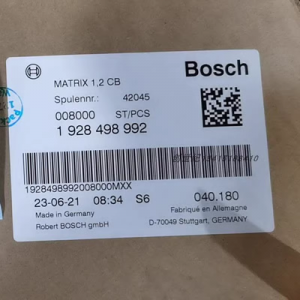 Bosch
MATRIX 1,2 CB
Spulennr.: 42045
008000 ST/PCS
1 928 498 992
1928498992008000MXX
23-06-21 08:34 S6 040,180
Made in Germany Fabriqué en Allemagne
Robert BOSCH gmbH D-70049 Stuttgart, GERMANY